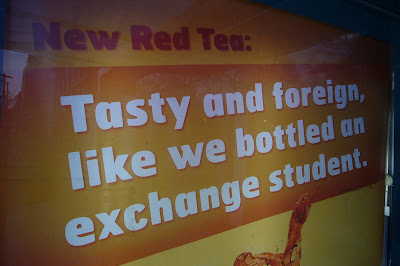 New Red Tea:
Tasty and foreign,
like we bottled an
exchange student.